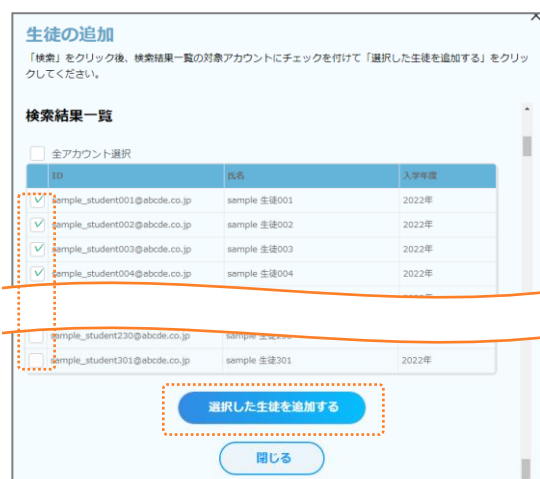 生徒の追加
「検索」をクリック後、検索結果一覧の対象アカウントにチェックを付けて「選択した生徒を追加する」をクリッ
クしてください。
検索結果一覧
全アカウント選択
ID 氏名 入学年度
sample_student001@abcde.co.jp sample 生徒001 2022年
sample_student002@abcde.co.jp sample 生徒002 2022年
sample_student003@abcde.co.jp sample 生徒003 2022年
sample_student004@abcde.co.jp sample 生徒004 2022年
sample_student230@abcde.co.jp sample
sample_student301@abcde.co.jp sample 生徒301 2022年
選択した生徒を追加する
閉じる